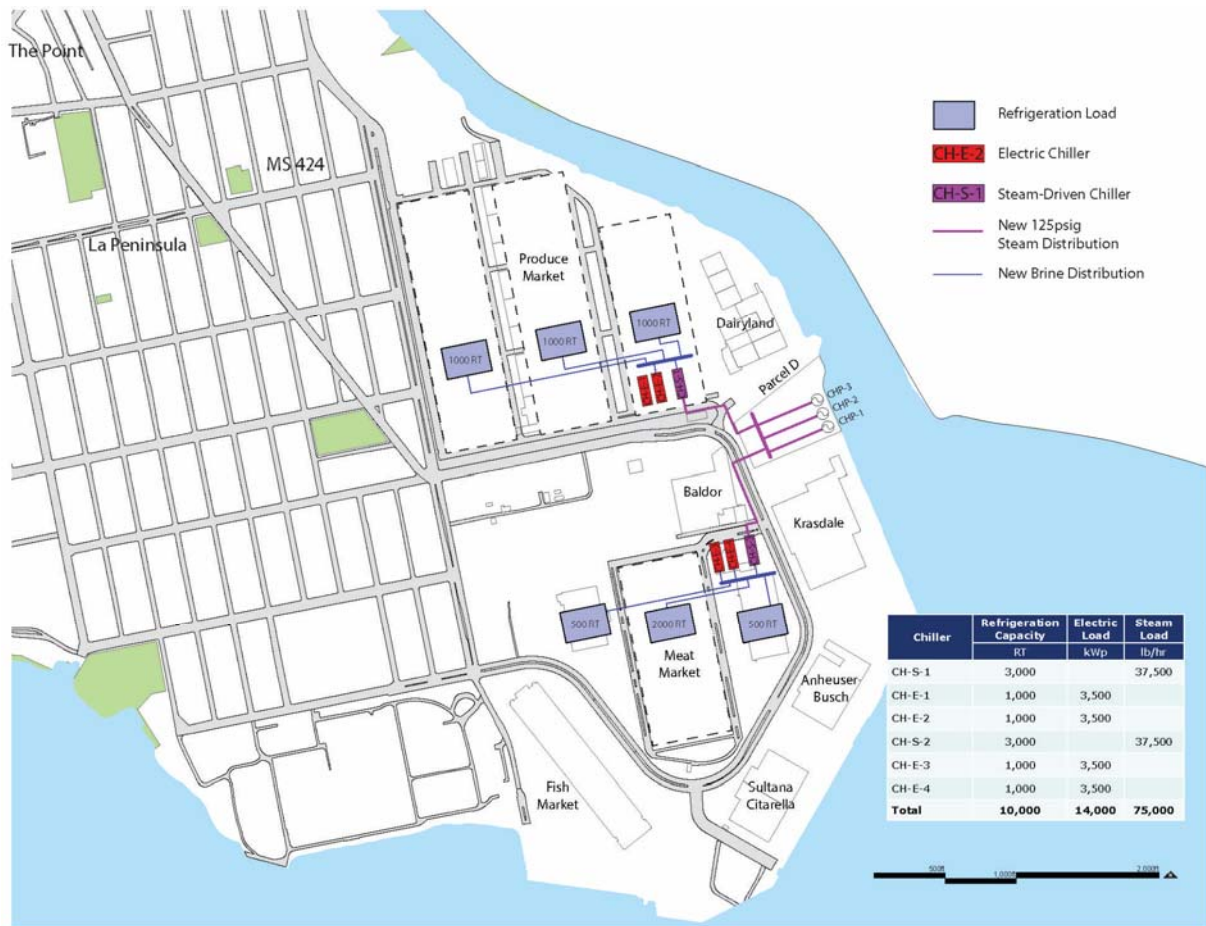 The Point
MS 424
La Peninsula
Produce
Market
Dairyland
Parcel D
CHP-3
CHP-2
CHP-1
1000 RT
1000 RT
1000 RT
Baldor
Krasdale
500 RT
2000 RT
500 RT
Meat
Market
Anheuser-
Busch
Fish
Market
Sultana
Citarella
Refrigeration Load
CH-E-2 Electric Chiller
CH-S-1 Steam-Driven Chiller
New 125psig
Steam Distribution
New Brine Distribution
Chiller Refrigeration Capacity Electric Load Steam Load
RT kWp lb/hr
CH-S-1 3,000 37,500
CH-E-1 1,000 3,500
CH-E-2 1,000 3,500
CH-S-2 3,000 37,500
CH-E-3 1,000 3,500
CH-E-4 1,000 3,500
Total 10,000 14,000 75,000
500ft
1,000ft
2,000ft